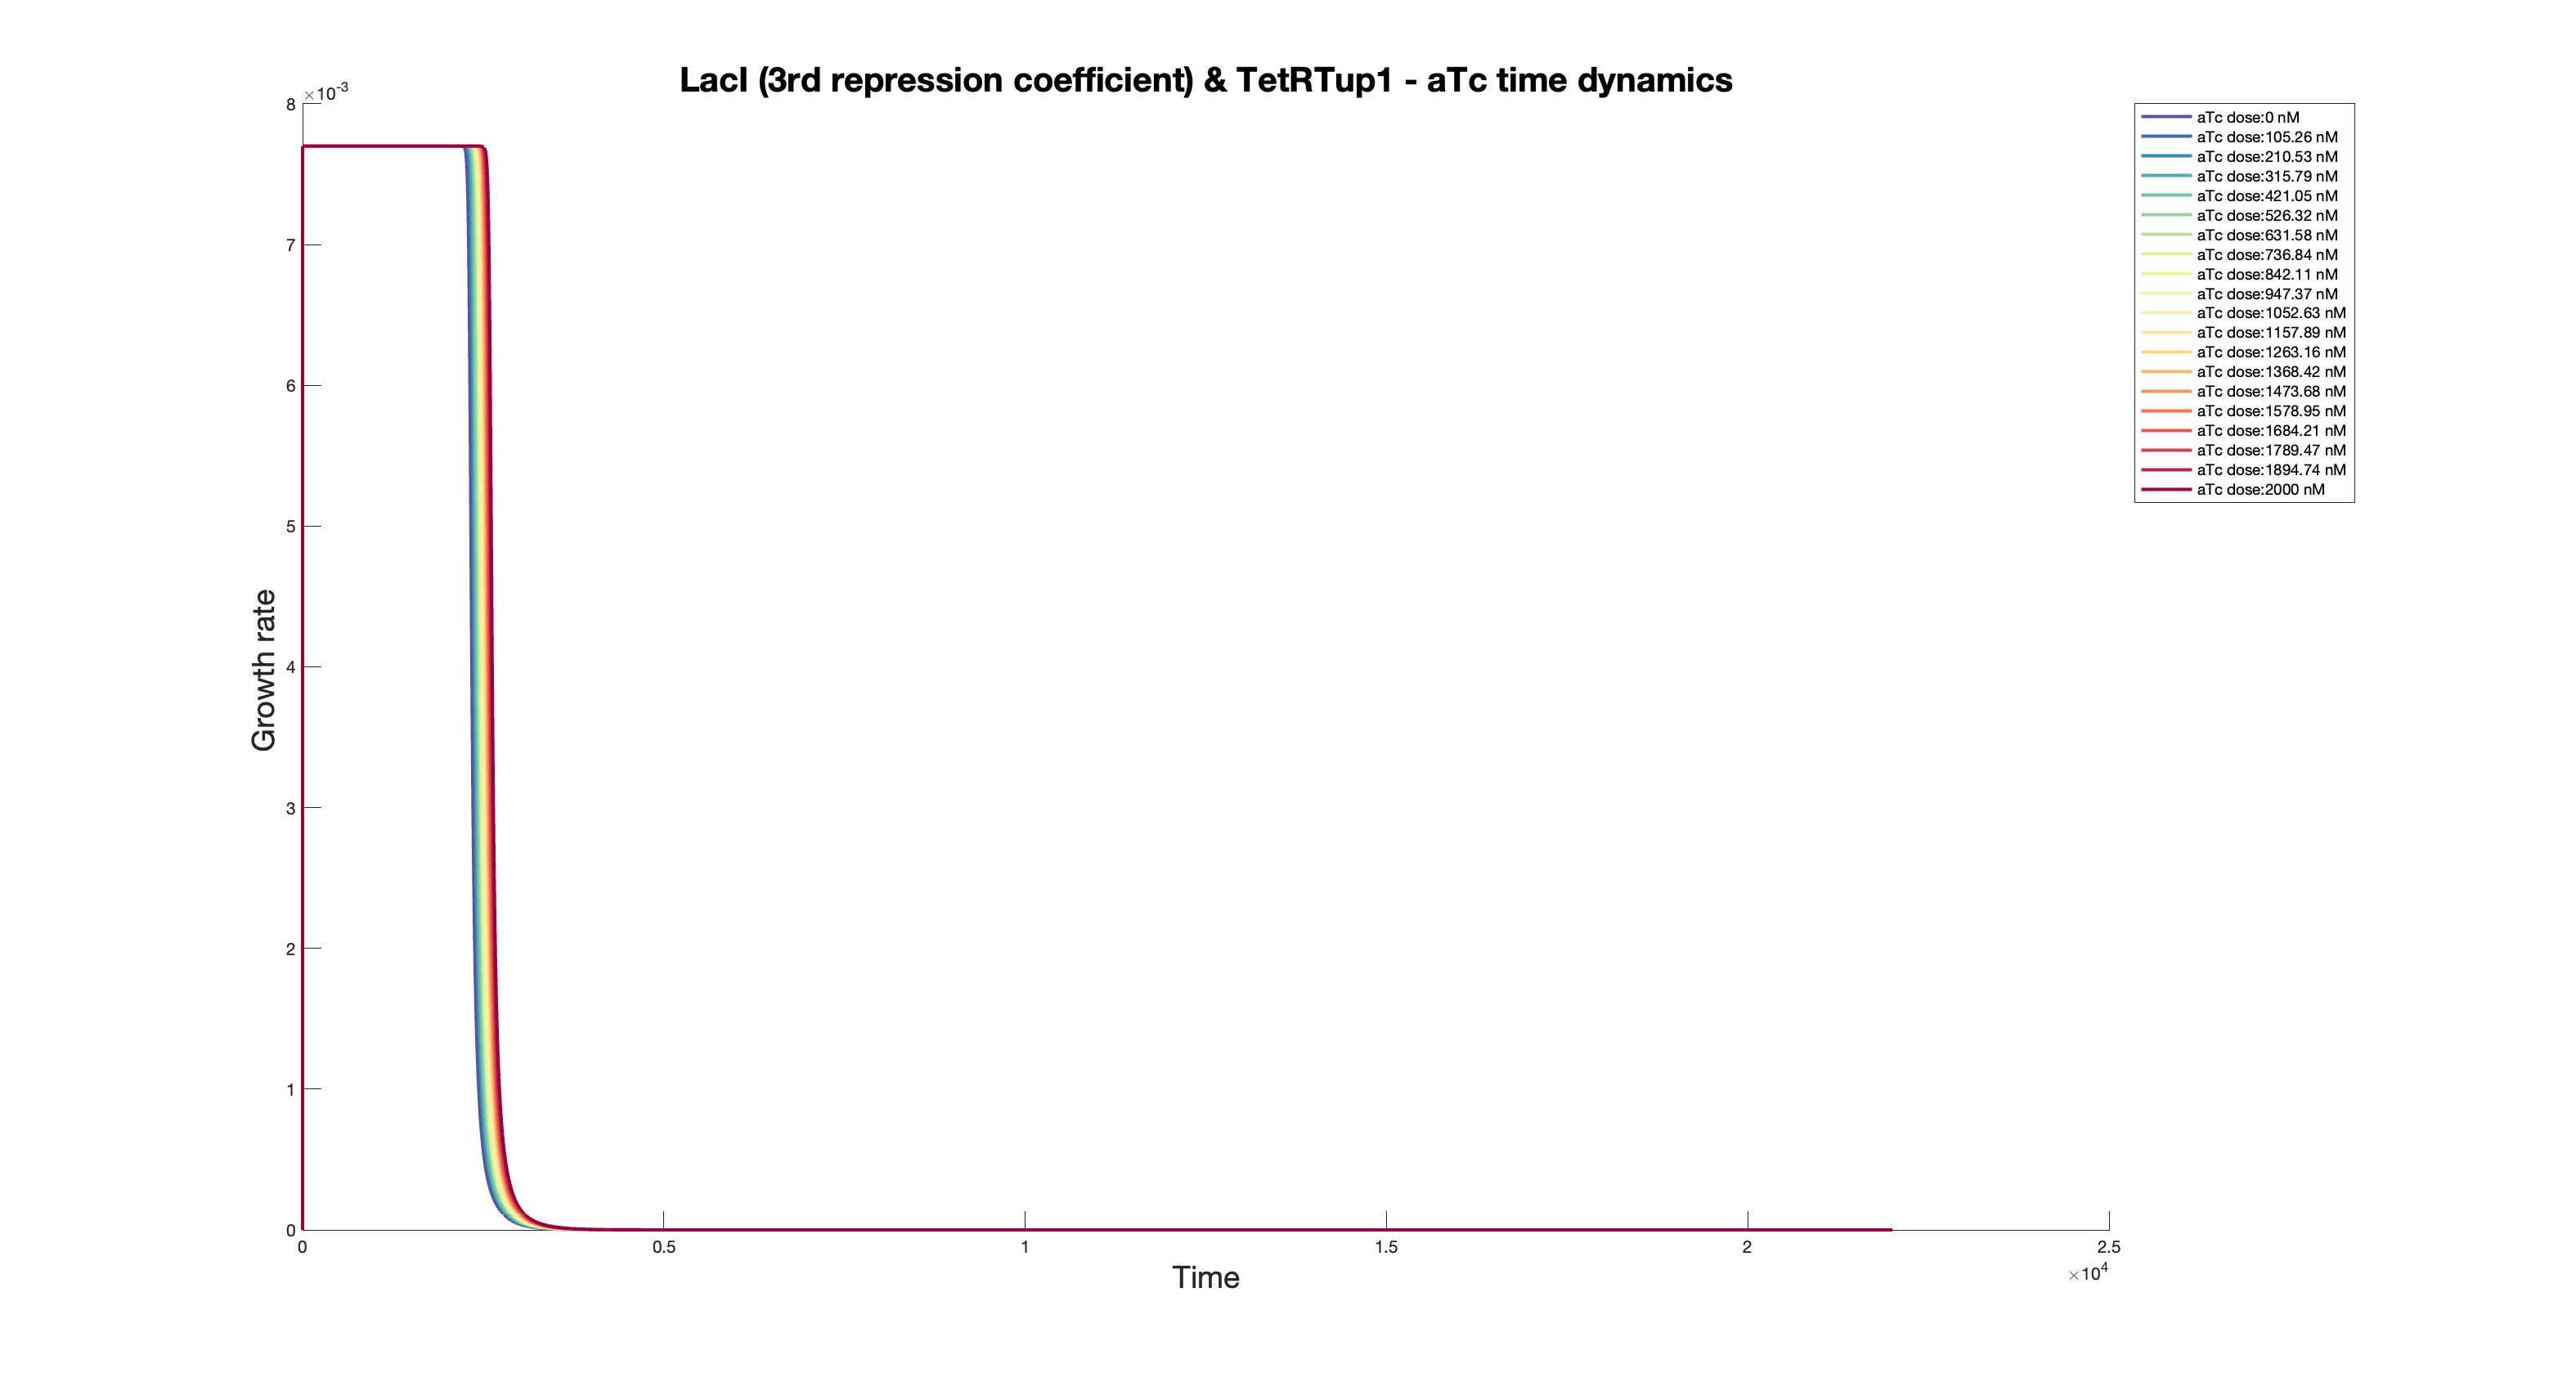 LacI (3rd repression coefficient) & TetRTup1 - aTc time dynamics
×10-3
8
7
6
5
4
3
2
1
0
Growth rate
0 0.5 1 1.5 2 2.5
×104
Time
aTc dose:0 nM
aTc dose:105.26 nM
aTc dose:210.53 nM
aTc dose:315.79 nM
aTc dose:421.05 nM
aTc dose:526.32 nM
aTc dose:631.58 nM
aTc dose:736.84 nM
aTc dose:842.11 nM
aTc dose:947.37 nM
aTc dose:1052.63 nM
aTc dose:1157.89 nM
aTc dose:1263.16 nM
aTc dose:1368.42 nM
aTc dose:1473.68 nM
aTc dose:1578.95 nM
aTc dose:1684.21 nM
aTc dose:1789.47 nM
aTc dose:1894.74 nM
aTc dose:2000 nM